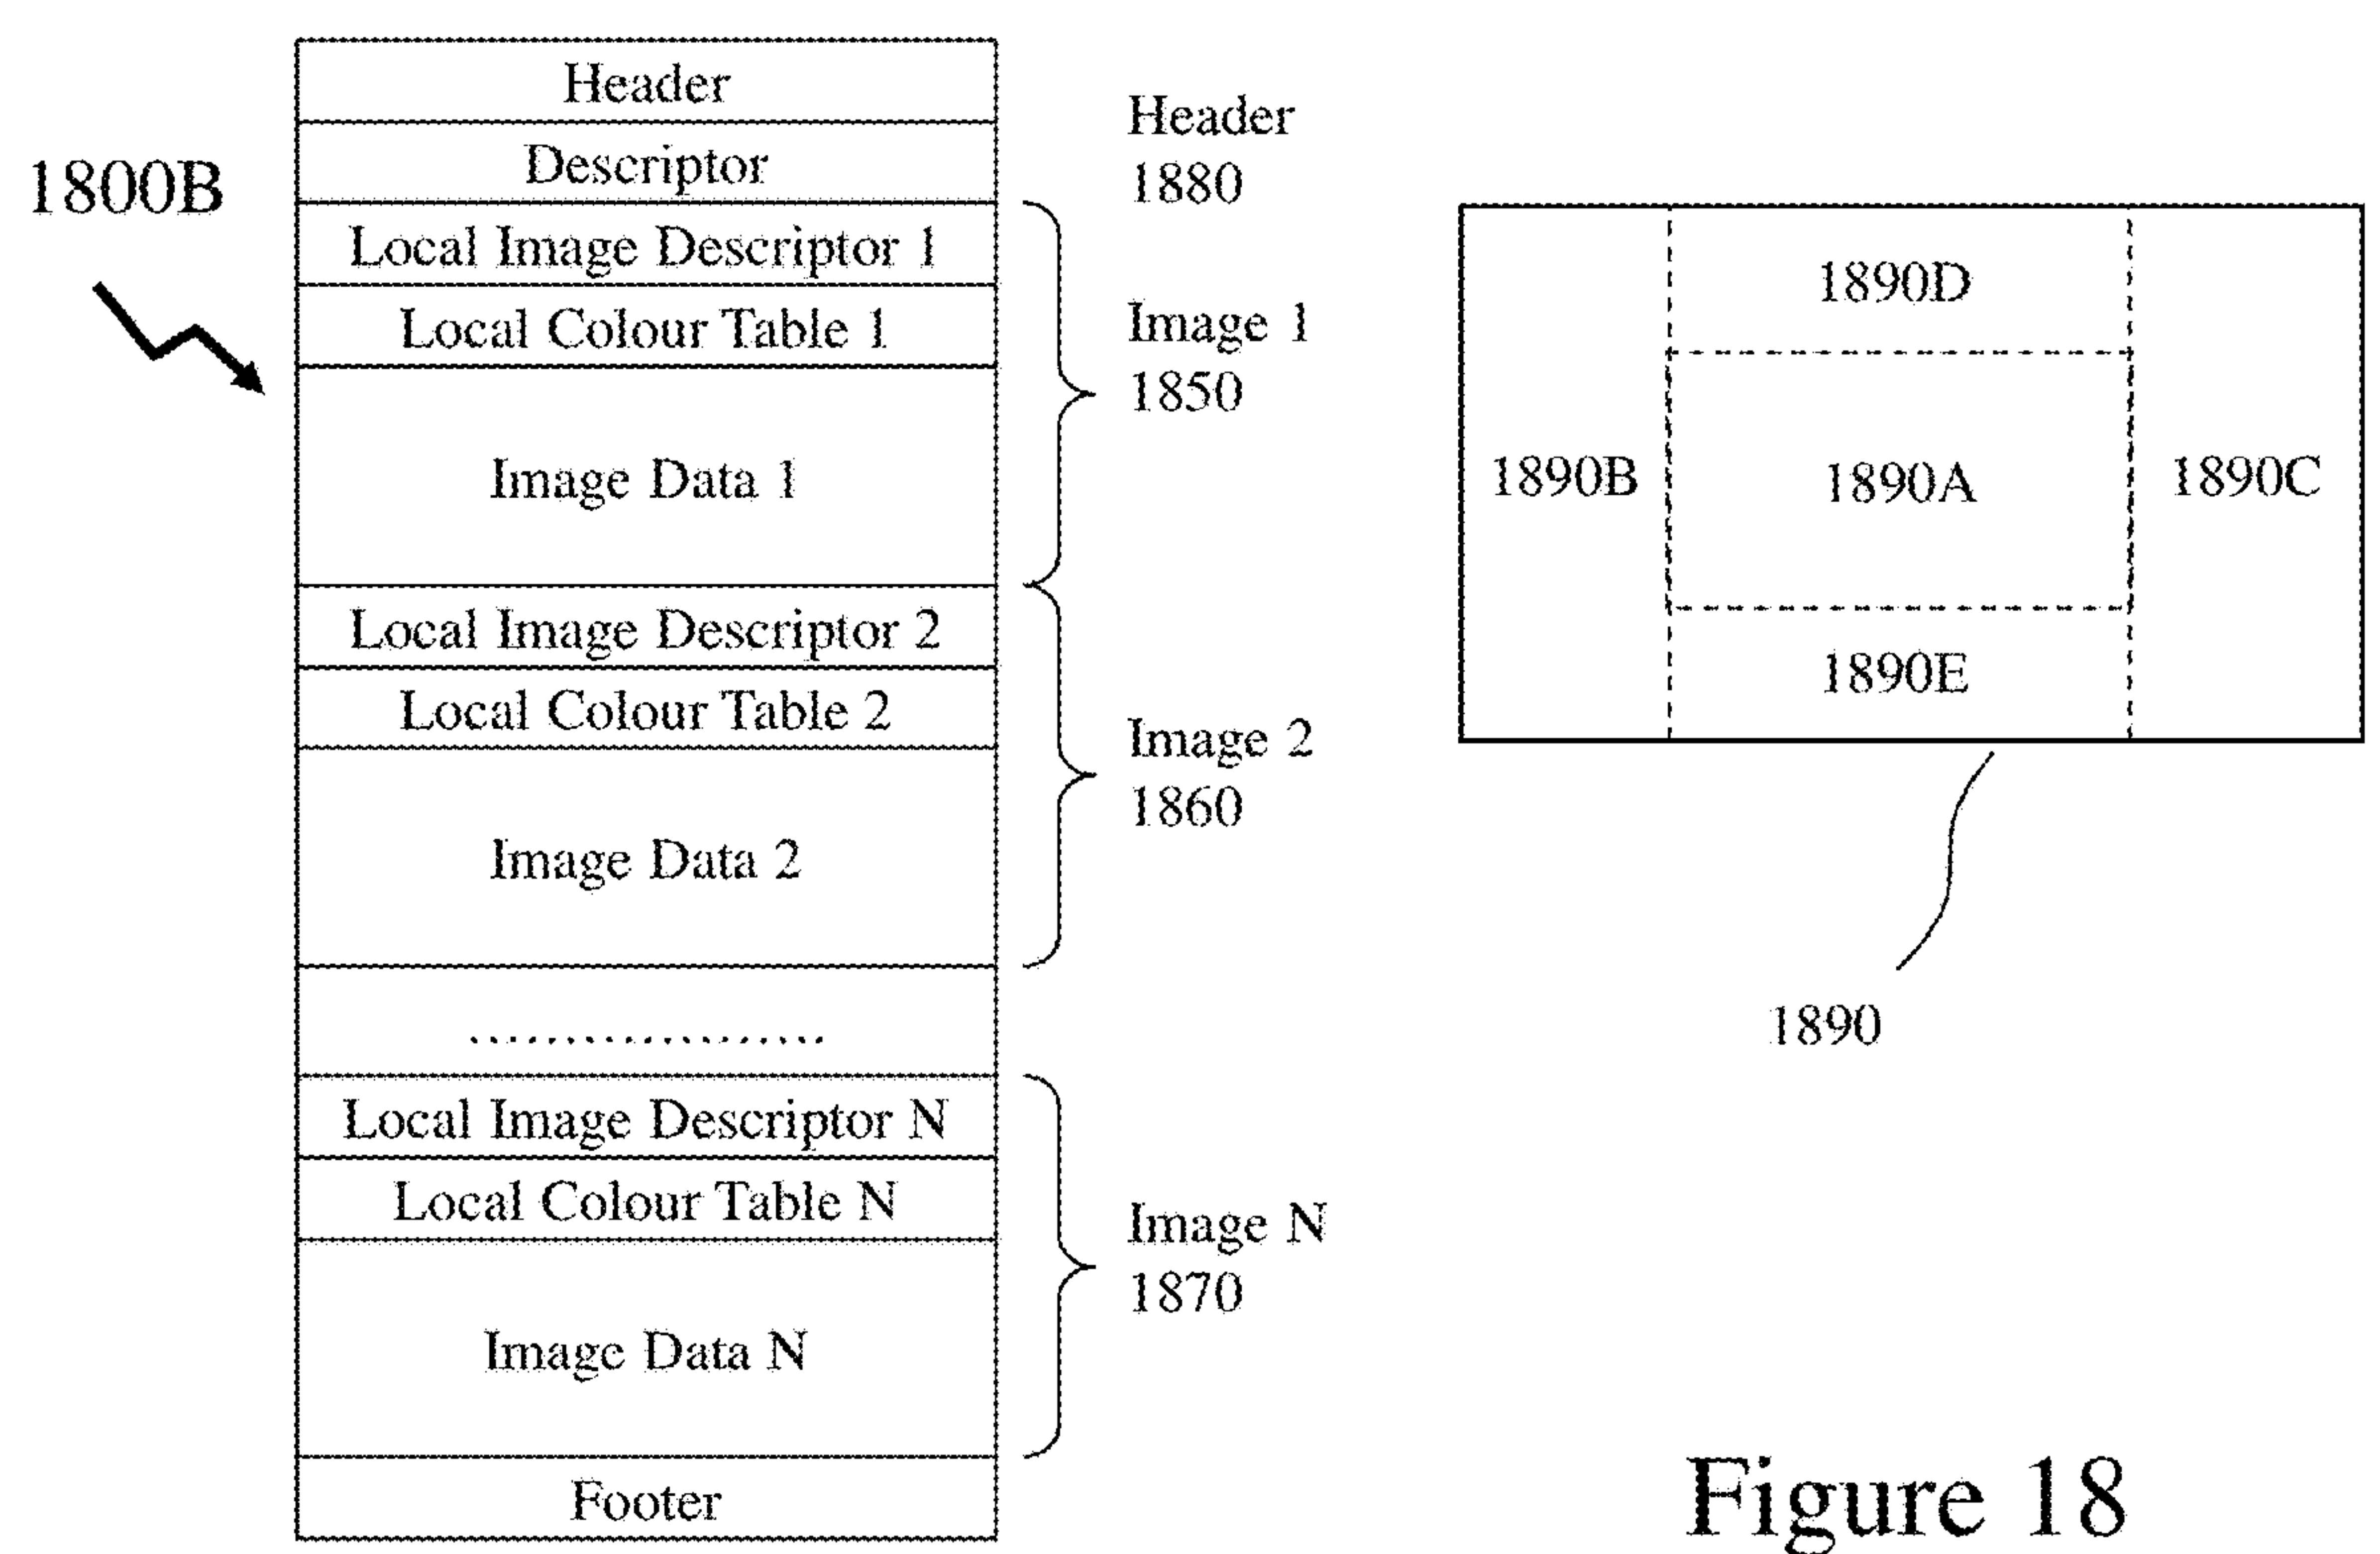 1800B
Header
Descriptor
Local Image Descriptor 1
Local Colour Table 1
Image Data 1
Local Image Descriptor 2
Local Colour Table 2
Image Data 2
...................
Local Image Descriptor N
Local Colour Table N
Image Data N
Footer
Header
1880
Image 1
1850
Image 2
1860
Image N
1870
1890D
1890B
1890A
1890C
1890E
1890
Figure 18